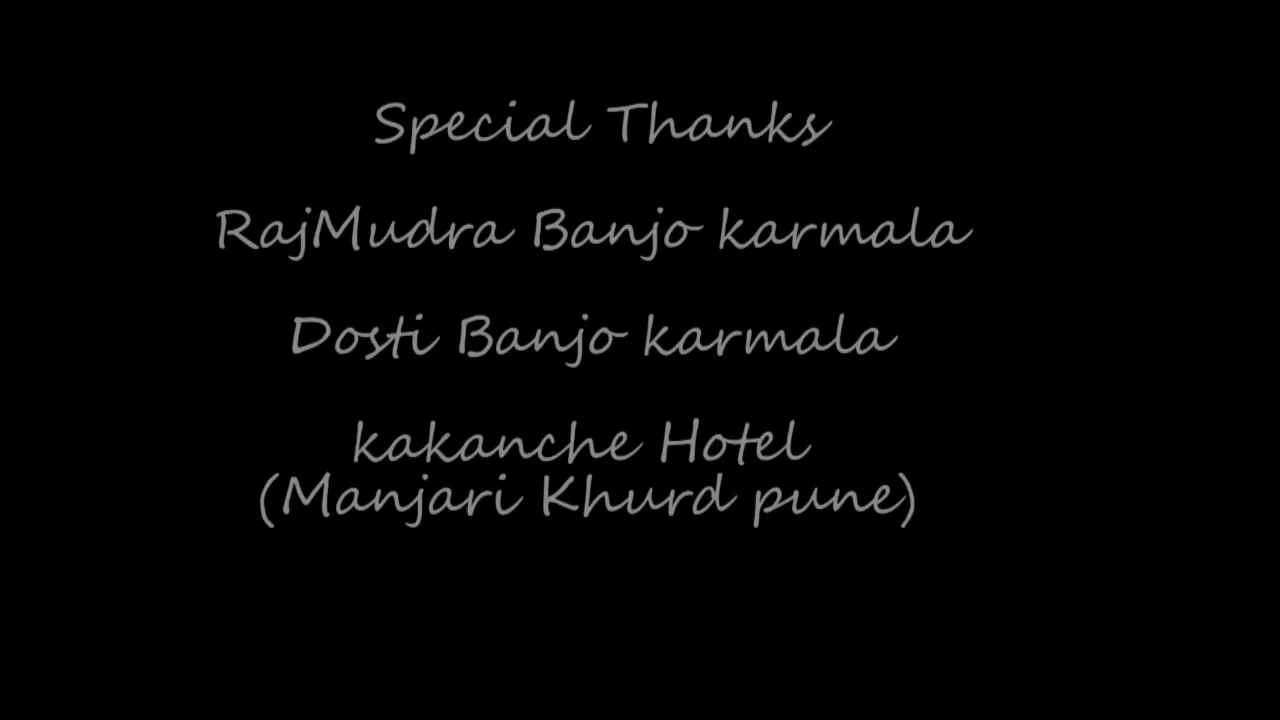 Special Thanks
RajMudra Banjo karmala
Dosti Banjo karmala
kakanche Hotel
(Manjari Khurd pune)